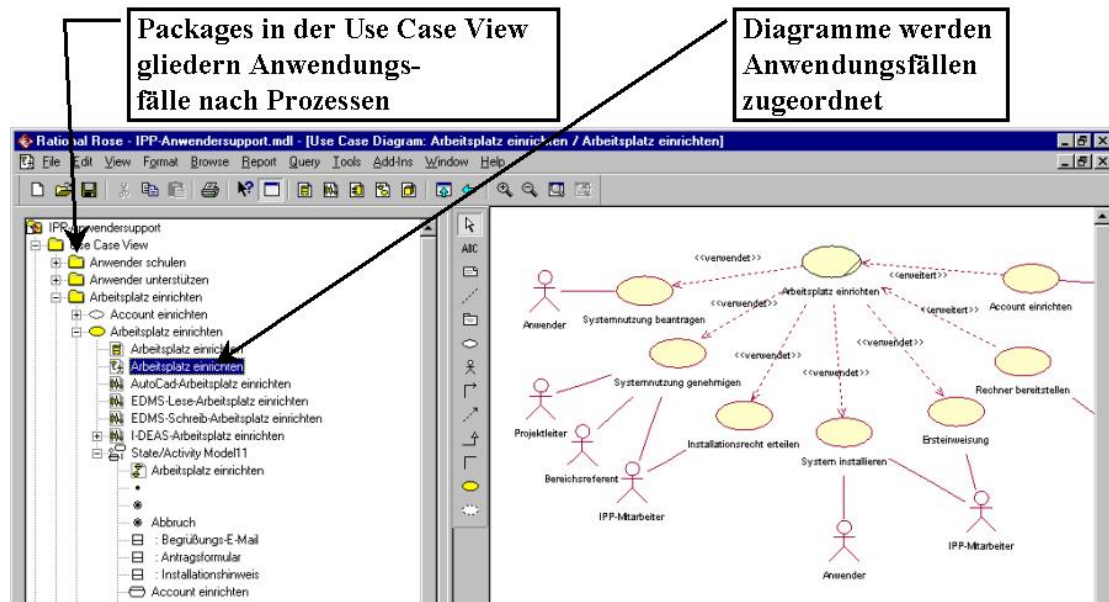 Packages in der Use Case View
gliedern Anwendungs-
fälle nach Prozessen
Diagramme werden
Anwendungsfällen
zugeordnet
Rational Rose - IPP-Anwendersupport.mdl - [Use Case Diagram: Arbeitsplatz einrichten / Arbeitsplatz einrichten]
File Edit View Format Browse Report Query Tools Add-Ins Window Help
IPP-Anwendersupport
Use Case View
Anwender schulen
Anwender unterstützen
Arbeitsplatz einrichten
Account einrichten
Arbeitsplatz einrichten
Arbeitsplatz einrichten
Arbeitsplatz einrichten
AutoCad-Arbeitsplatz einrichten
EDMS-Lese-Arbeitsplatz einrichten
EDMS-Schreib-Arbeitsplatz einrichten
I-DEAS-Arbeitsplatz einrichten
State/Activity Model11
Arbeitsplatz einrichten
Abbruch
: Begrüßungs-E-Mail
: Antragsformular
: Installationshinweis
Account einrichten
ABC
<<verwendet>>
<<erweitert>>
Arbeitsplatz einrichten
Account einrichten
Anwender
Systemnutzung beantragen
<<verwendet>>
<<erweitert>>
<<verwendet>>
<<verwendet>>
<<verwendet>>
Systemnutzung genehmigen
Rechner bereitstellen
Projektleiter
Installationsrecht erteilen
Ersteinweisung
System installieren
Bereichsreferent
IPP-Mitarbeiter
IPP-Mitarbeiter
Anwender